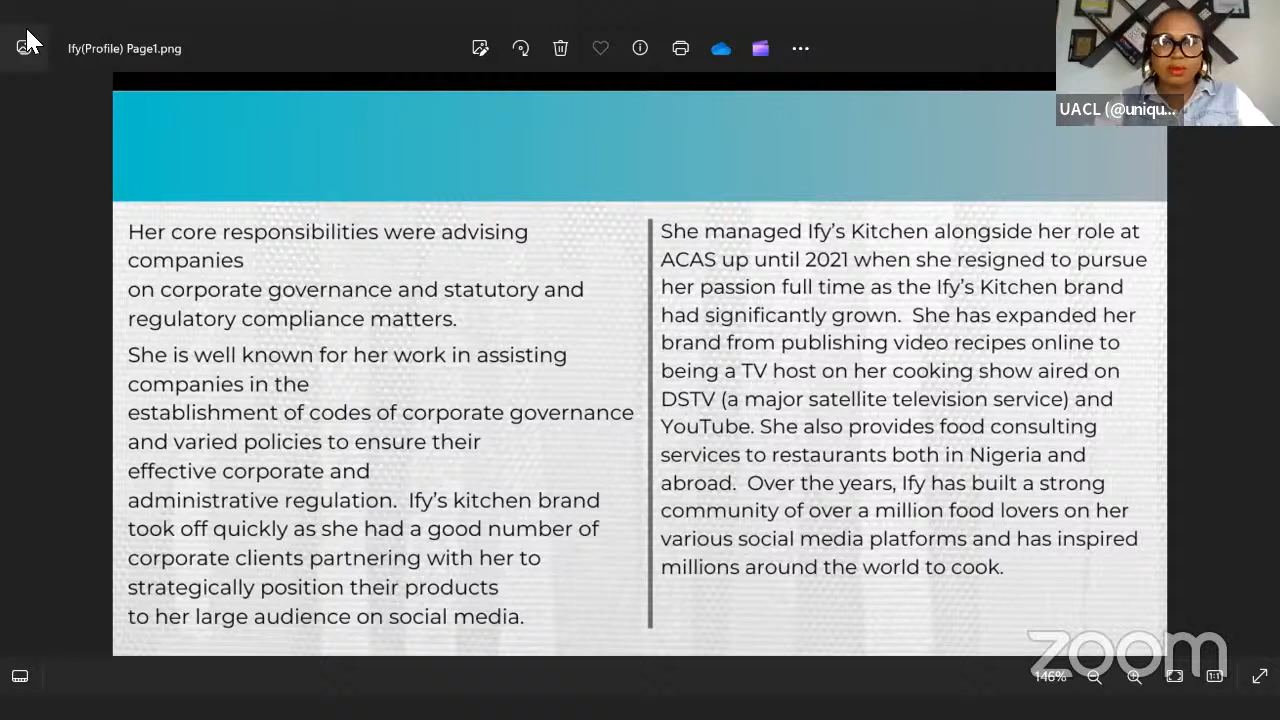 Ify(Profile) Page1.png
UACL (@uniqu...
Her core responsibilities were advising
companies
on corporate governance and statutory and
regulatory compliance matters.
She is well known for her work in assisting
companies in the
establishment of codes of corporate governance
and varied policies to ensure their
effective corporate and
administrative regulation.  Ify’s kitchen brand
took off quickly as she had a good number of
corporate clients partnering with her to
strategically position their products
to her large audience on social media.
She managed Ify’s Kitchen alongside her role at
ACAS up until 2021 when she resigned to pursue
her passion full time as the Ify’s Kitchen brand
had significantly grown.  She has expanded her
brand from publishing video recipes online to
being a TV host on her cooking show aired on
DSTV (a major satellite television service) and
YouTube. She also provides food consulting
services to restaurants both in Nigeria and
abroad.  Over the years, Ify has built a strong
community of over a million food lovers on her
various social media platforms and has inspired
millions around the world to cook.
zoom
146%
1:1